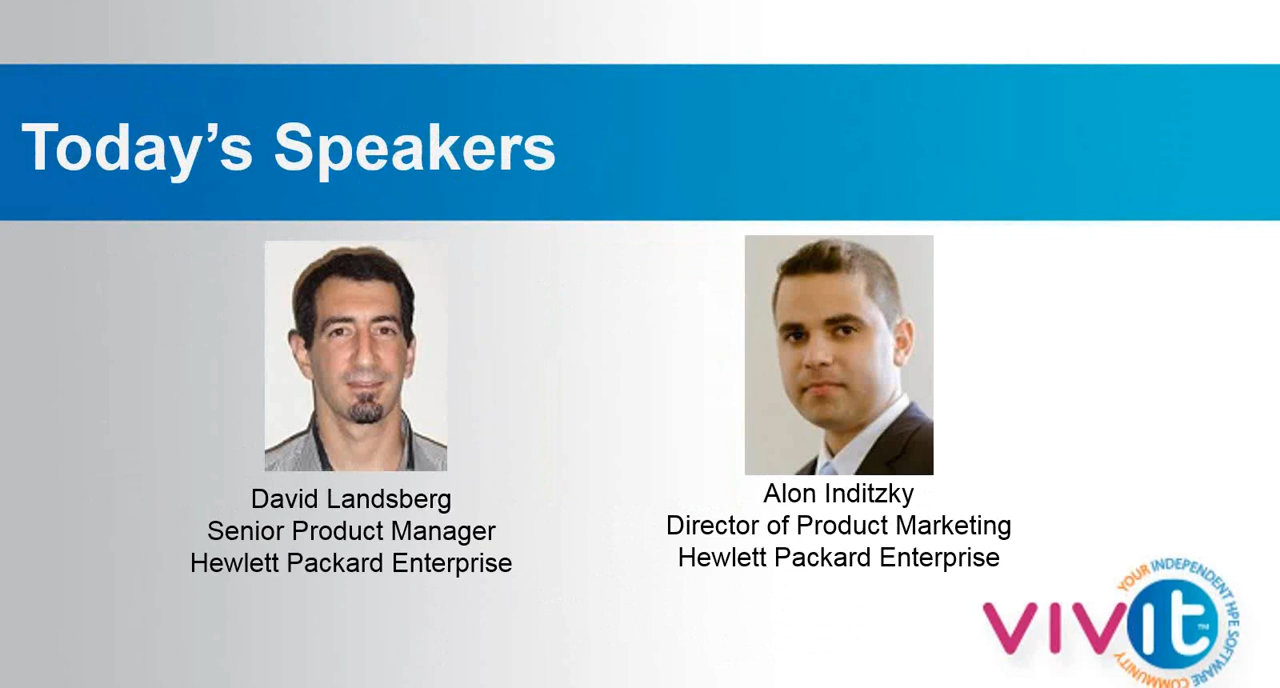 Today’s Speakers
David Landsberg
Senior Product Manager
Hewlett Packard Enterprise
Alon Inditzky
Director of Product Marketing
Hewlett Packard Enterprise
vivit™
YOUR INDEPENDENT HPE SOFTWARE COMMUNITY